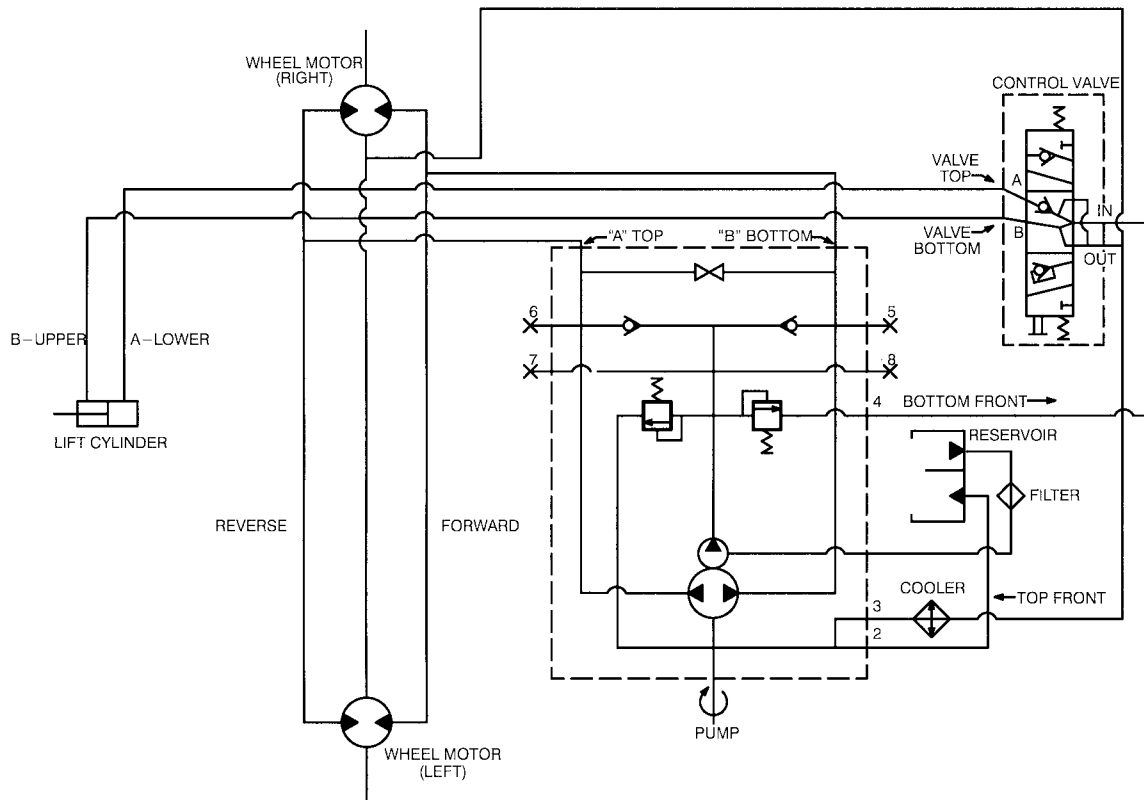 WHEEL MOTOR
(RIGHT)
CONTROL VALVE
VALVE
TOP
A
IN
B
VALVE
BOTTOM
OUT
"A" TOP
"B" BOTTOM
6
5
B-UPPER
A-LOWER
7
8
4
BOTTOM FRONT
LIFT CYLINDER
RESERVOIR
FILTER
REVERSE
FORWARD
COOLER
TOP FRONT
3
2
PUMP
WHEEL MOTOR
(LEFT)